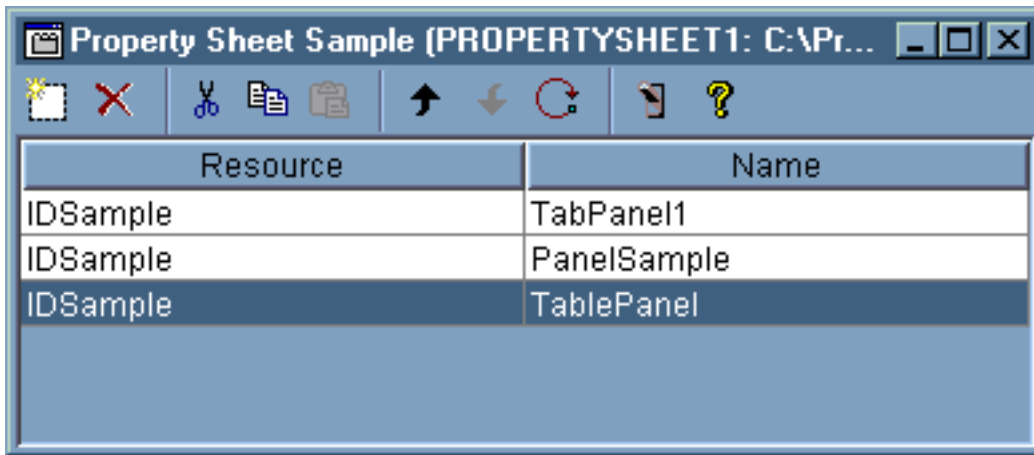 Property Sheet Sample (PROPERTYSHEET1: C:\Pr...
Resource Name
IDSample TabPanel1
IDSample PanelSample
IDSample TablePanel